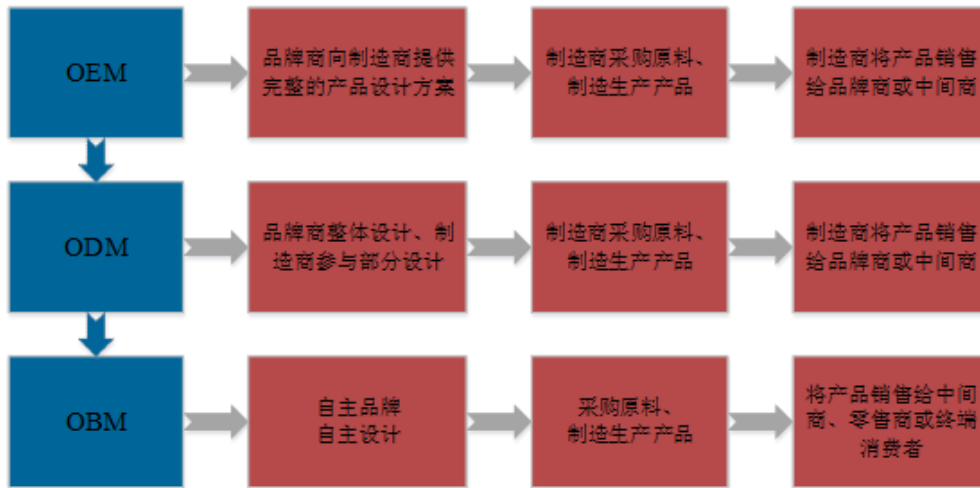 OEM
品牌商向制造商提供
完整的产品设计方案
制造商采购原料、
制造生产产品
制造商将产品销售
给品牌商或中间商
ODM
品牌商整体设计、制
造商参与部分设计
制造商采购原料、
制造生产产品
制造商将产品销售
给品牌商或中间商
OBM
自主品牌
自主设计
采购原料、
制造生产产品
将产品销售给中间
商、零售商或终端
消费者